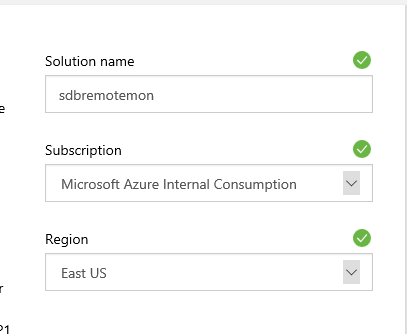 Solution name
sdbremotemon
e
Subscription
Microsoft Azure Internal Consumption
Region
East US
r